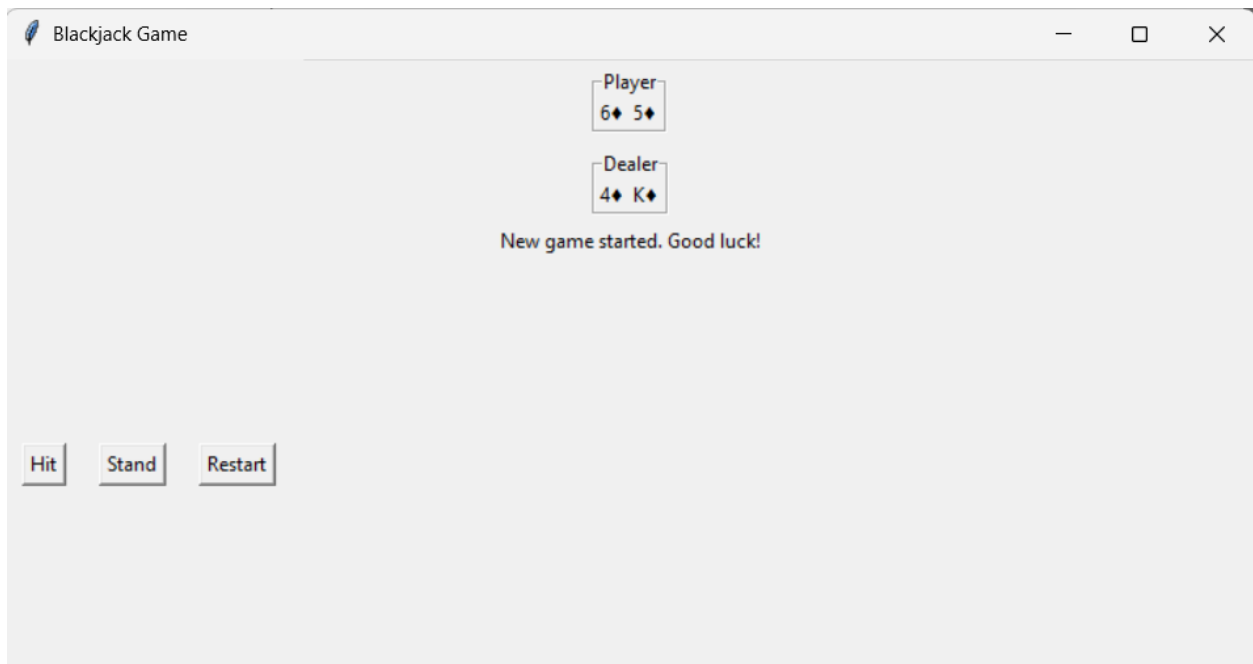 Blackjack Game
Player
6♦ 5♦
Dealer
4♦ K♦
New game started. Good luck!
Hit Stand Restart